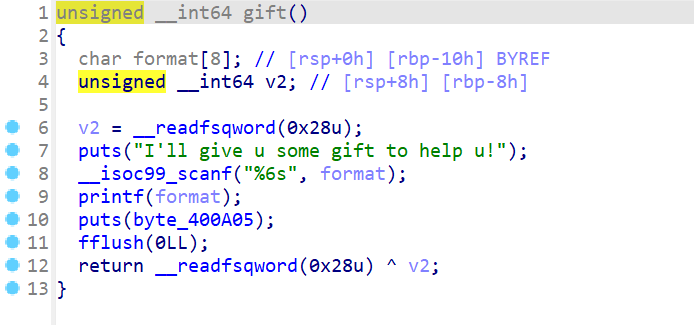 1 unsigned __int64 gift()
2 {
3 char format[8]; // [rsp+0h] [rbp-10h] BYREF
4 unsigned __int64 v2; // [rsp+8h] [rbp-8h]
5
6 v2 = __readfsqword(0x28u);
7 puts("I'll give u some gift to help u!");
8 __isoc99_scanf("%6s", format);
9 printf(format);
10 puts(byte_400A05);
11 fflush(0LL);
12 return __readfsqword(0x28u) ^ v2;
13 }